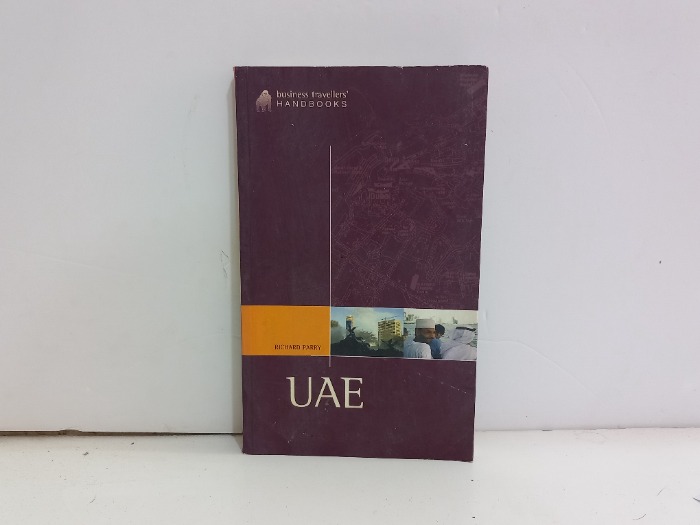 business travellers'
HANDBOOKS
RICHARD PARRY
UAE